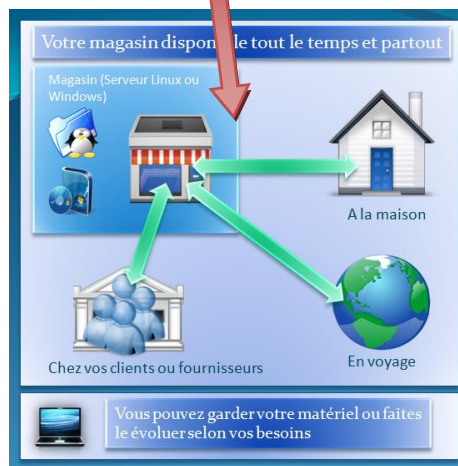 Votre magasin dispon le tout le temps et partout
Magasin (Serveur Linux ou
Windows)
A la maison
Chez vos clients ou fournisseurs
En voyage
Vous pouvez garder votre matériel ou faites
le évoluer selon vos besoins